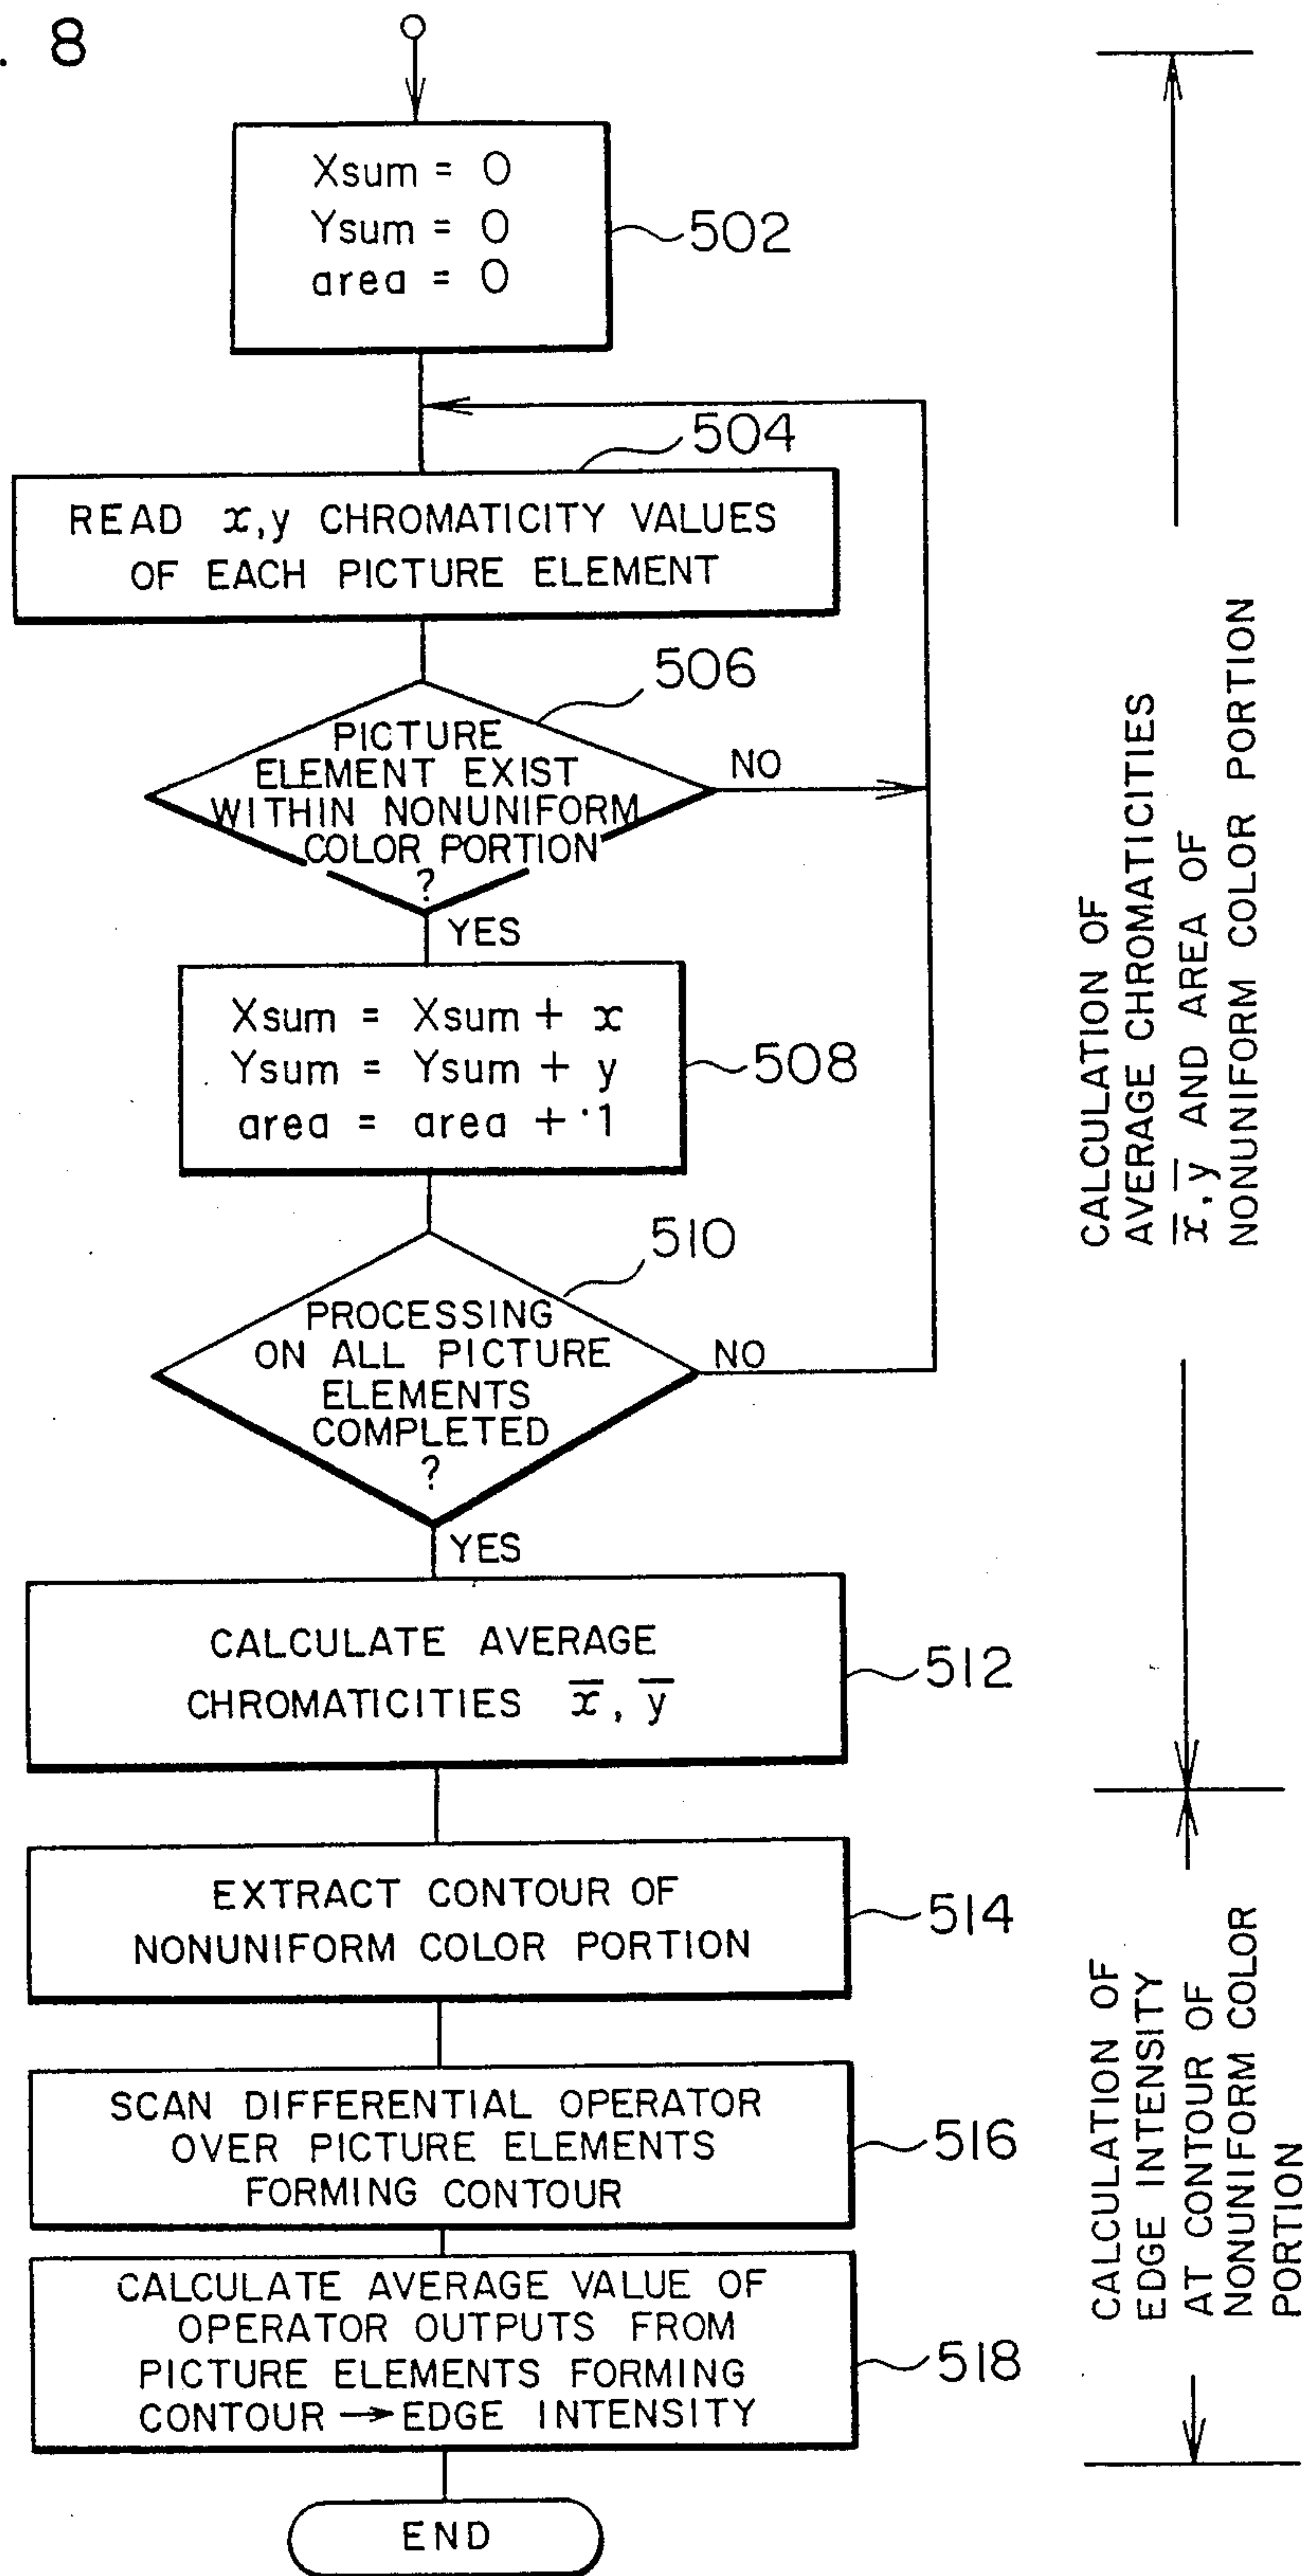 . 8
Xsum = 0
Ysum = 0
area = 0
502
504
READ x,y CHROMATICITY VALUES
OF EACH PICTURE ELEMENT
506
PICTURE
ELEMENT EXIST
WITHIN NONUNIFORM
COLOR PORTION
?
NO
YES
Xsum = Xsum + x
Ysum = Ysum + y
area = area + 1
508
510
PROCESSING
ON ALL PICTURE
ELEMENTS
COMPLETED
?
NO
YES
CALCULATE AVERAGE
CHROMATICITIES x̅, y̅
512
EXTRACT CONTOUR OF
NONUNIFORM COLOR PORTION
514
SCAN DIFFERENTIAL OPERATOR
OVER PICTURE ELEMENTS
FORMING CONTOUR
516
CALCULATE AVERAGE VALUE OF
OPERATOR OUTPUTS FROM
PICTURE ELEMENTS FORMING
CONTOUR → EDGE INTENSITY
518
END
CALCULATION OF
AVERAGE CHROMATICITIES
x̅, y̅ AND AREA OF
NONUNIFORM COLOR PORTION
CALCULATION OF
EDGE INTENSITY
AT CONTOUR OF
NONUNIFORM COLOR
PORTION